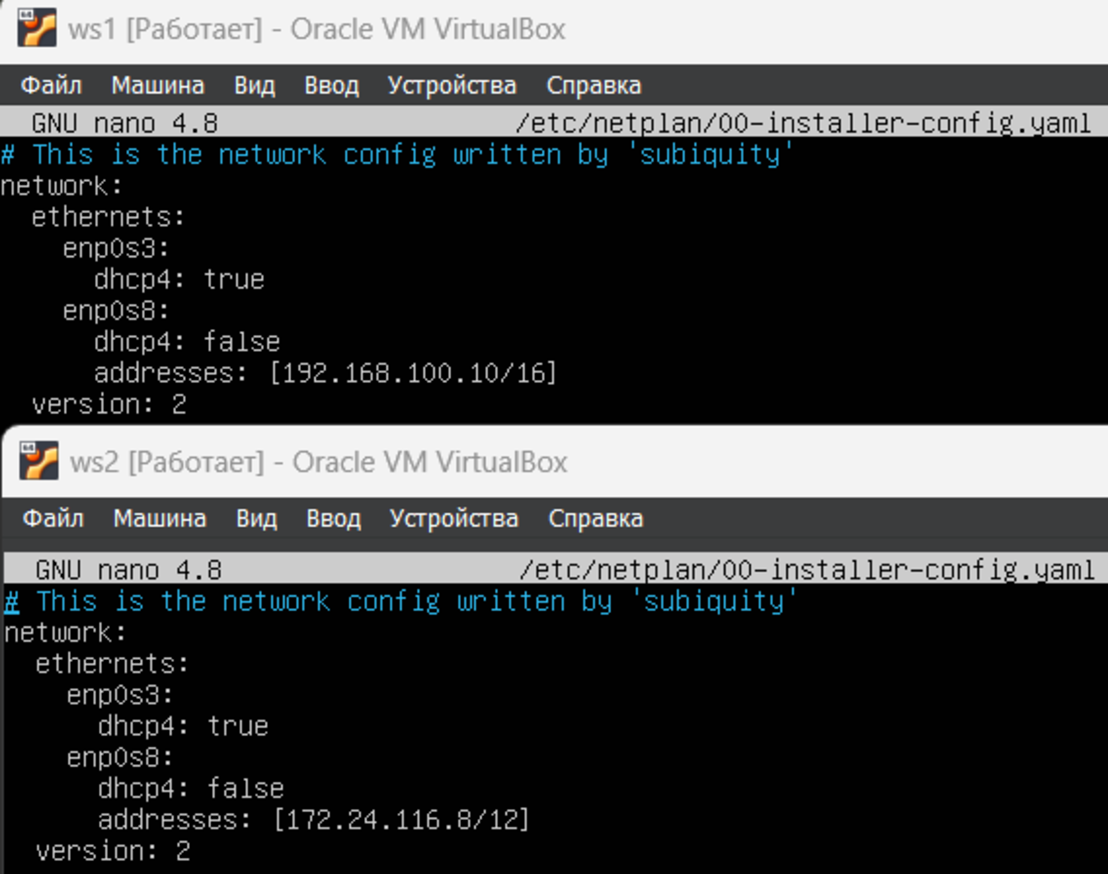 ws1 [Работает] - Oracle VM VirtualBox
Файл Машина Вид Ввод Устройства Справка
GNU nano 4.8 /etc/netplan/00-installer-config.yaml
# This is the network config written by 'subiquity'
network:
  ethernets:
    enp0s3:
      dhcp4: true
    enp0s8:
      dhcp4: false
      addresses: [192.168.100.10/16]
  version: 2
ws2 [Работает] - Oracle VM VirtualBox
Файл Машина Вид Ввод Устройства Справка
GNU nano 4.8 /etc/netplan/00-installer-config.yaml
# This is the network config written by 'subiquity'
network:
  ethernets:
    enp0s3:
      dhcp4: true
    enp0s8:
      dhcp4: false
      addresses: [172.24.116.8/12]
  version: 2